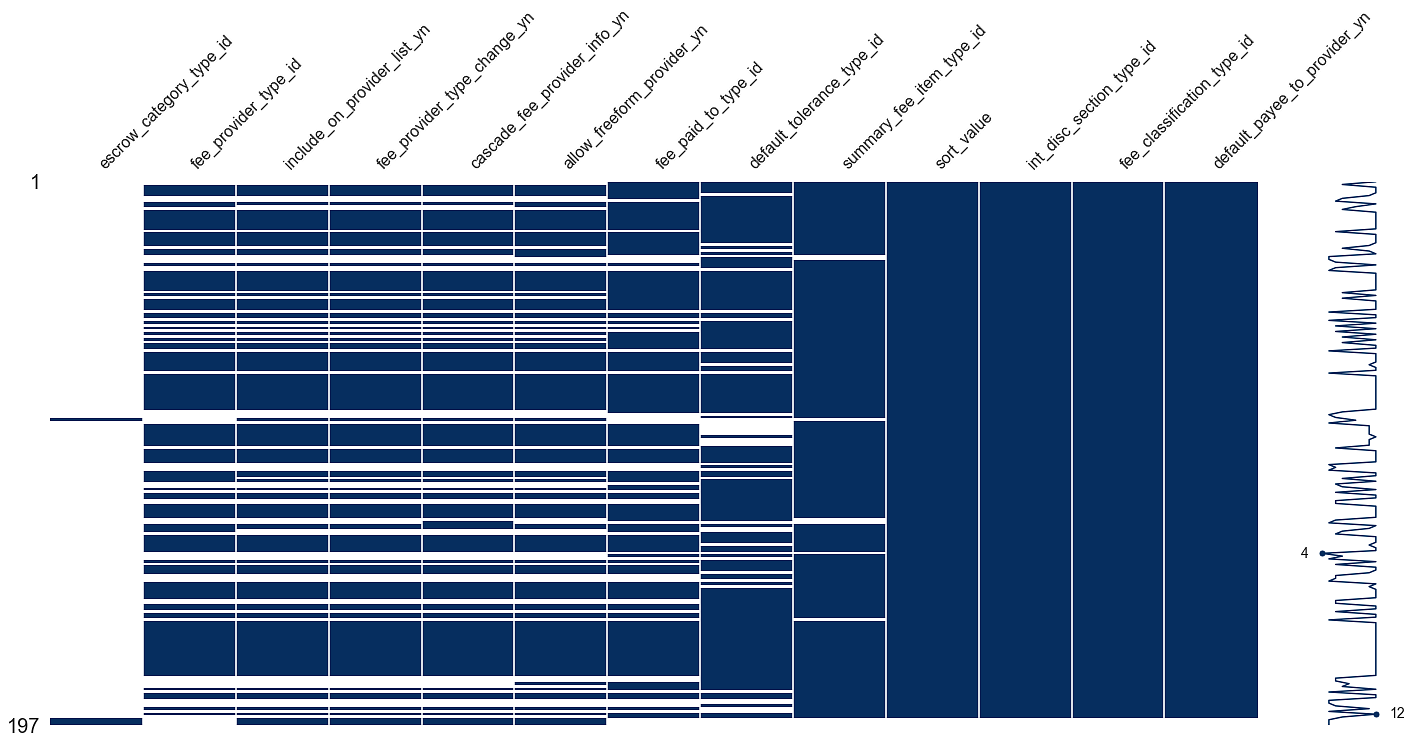 escrow_category_type_id
fee_provider_type_id
include_on_provider_list_yn
fee_provider_type_change_yn
cascade_fee_provider_info_yn
allow_freeform_provider_yn
fee_paid_to_type_id
default_tolerance_type_id
summary_fee_item_type_id
sort_value
int_disc_section_type_id
fee_classification_type_id
default_payee_to_provider_yn
1
4
12
197